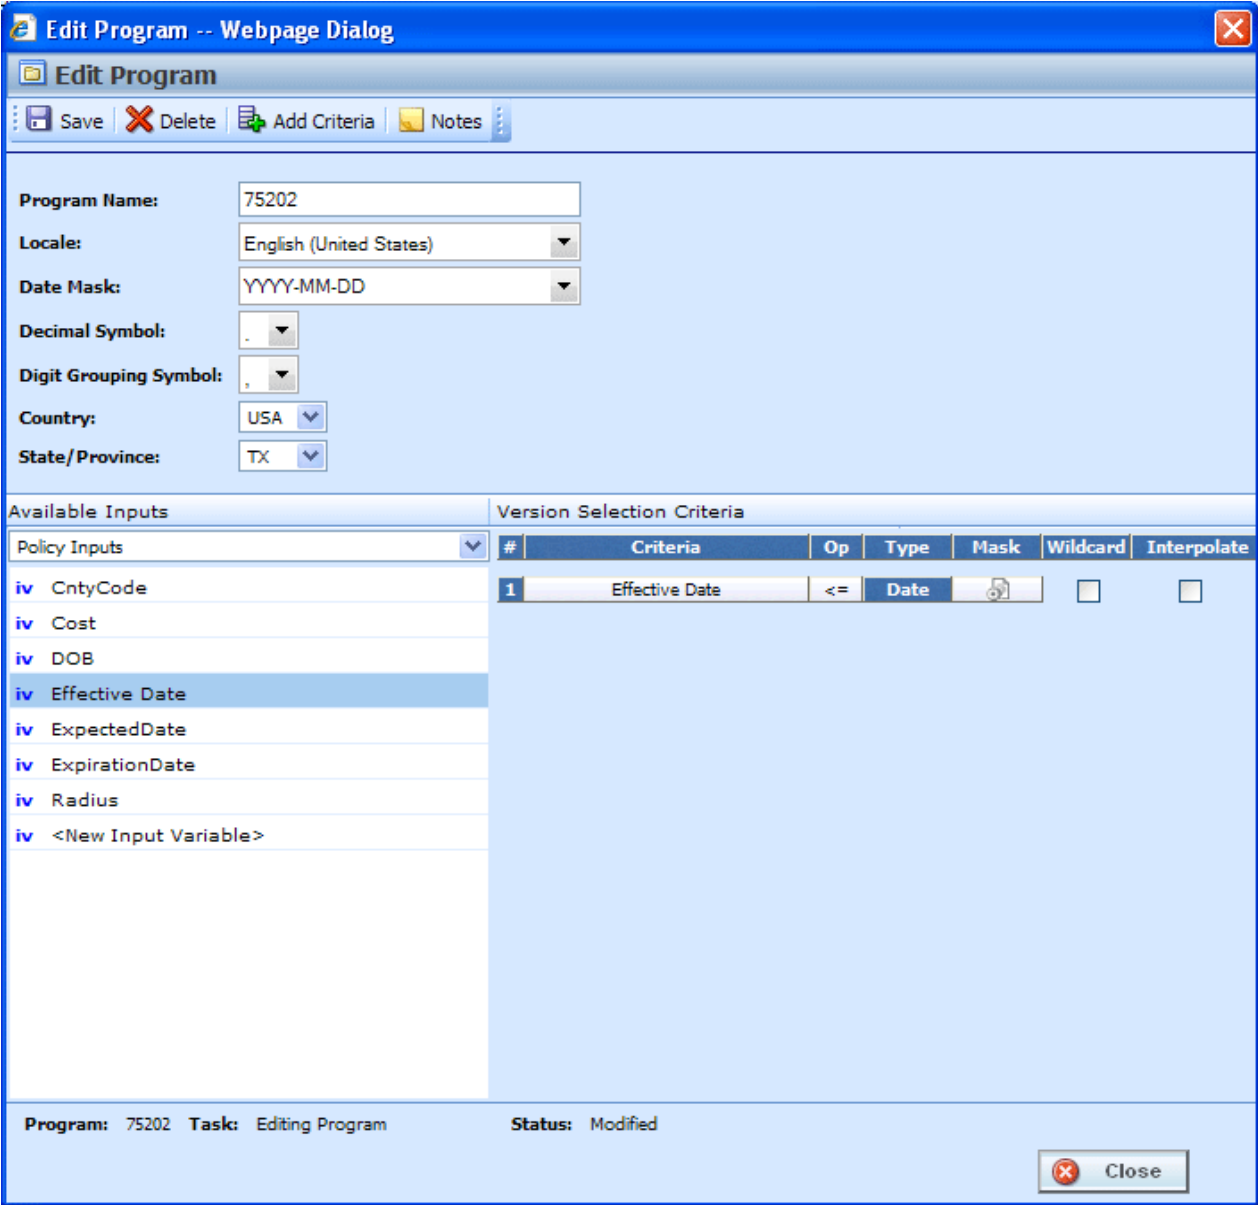 Edit Program -- Webpage Dialog
Edit Program
Save Delete Add Criteria Notes
Program Name: 75202
Locale: English (United States)
Date Mask: YYYY-MM-DD
Decimal Symbol: .
Digit Grouping Symbol: ,
Country: USA
State/Province: TX
Available Inputs Version Selection Criteria
Policy Inputs # Criteria Op Type Mask Wildcard Interpolate
iv CntyCode 1 Effective Date <= Date
iv Cost
iv DOB
iv Effective Date
iv ExpectedDate
iv ExpirationDate
iv Radius
iv <New Input Variable>
Program: 75202 Task: Editing Program Status: Modified
Close